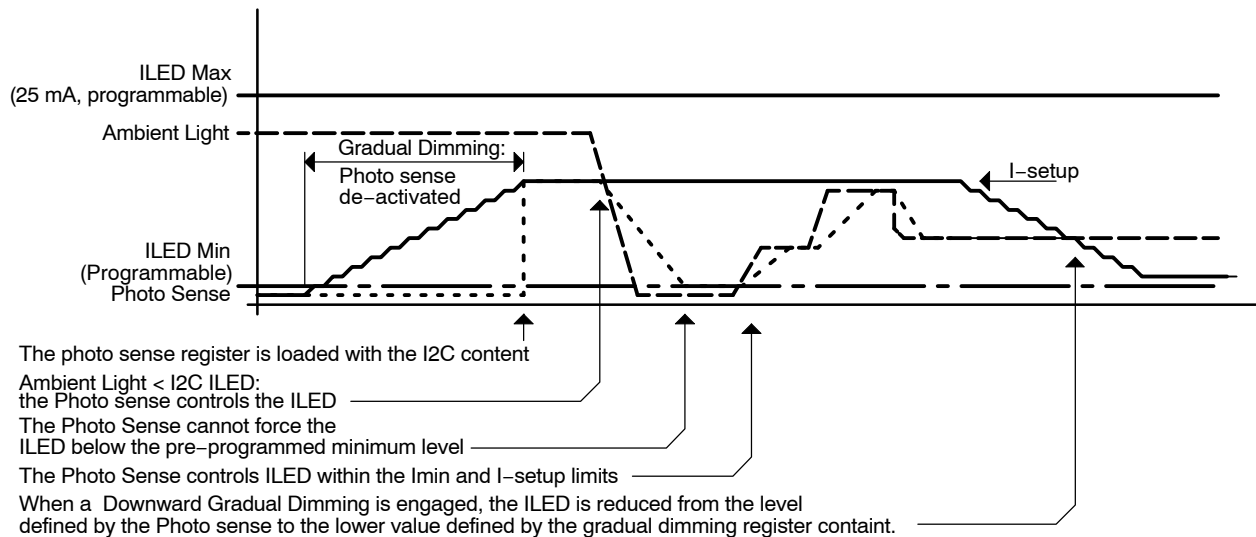 ILED Max
(25 mA, programmable)
Ambient Light
Gradual Dimming:
Photo sense
de−activated
I−setup
ILED Min
(Programmable)
Photo Sense
The photo sense register is loaded with the I2C content
Ambient Light < I2C ILED:
the Photo sense controls the ILED
The Photo Sense cannot force the
ILED below the pre−programmed minimum level
The Photo Sense controls ILED within the Imin and I−setup limits
When a Downward Gradual Dimming is engaged, the ILED is reduced from the level
defined by the Photo sense to the lower value defined by the gradual dimming register containt.